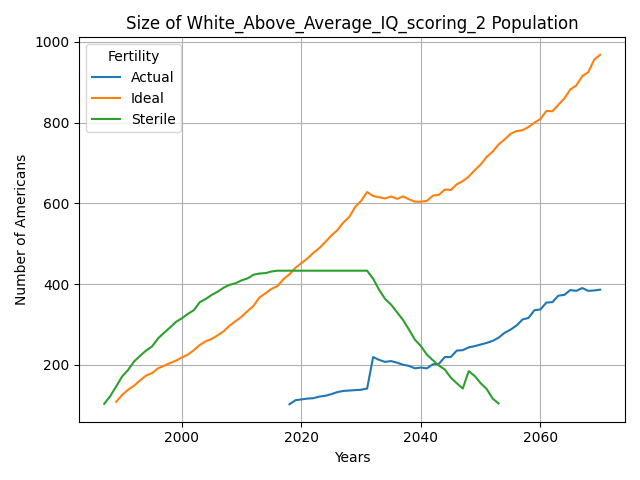 Size of White_Above_Average_IQ_scoring_2 Population
Fertility
Actual
Ideal
Sterile
1000
800
600
400
200
Number of Americans
2000
2020
2040
2060
Years